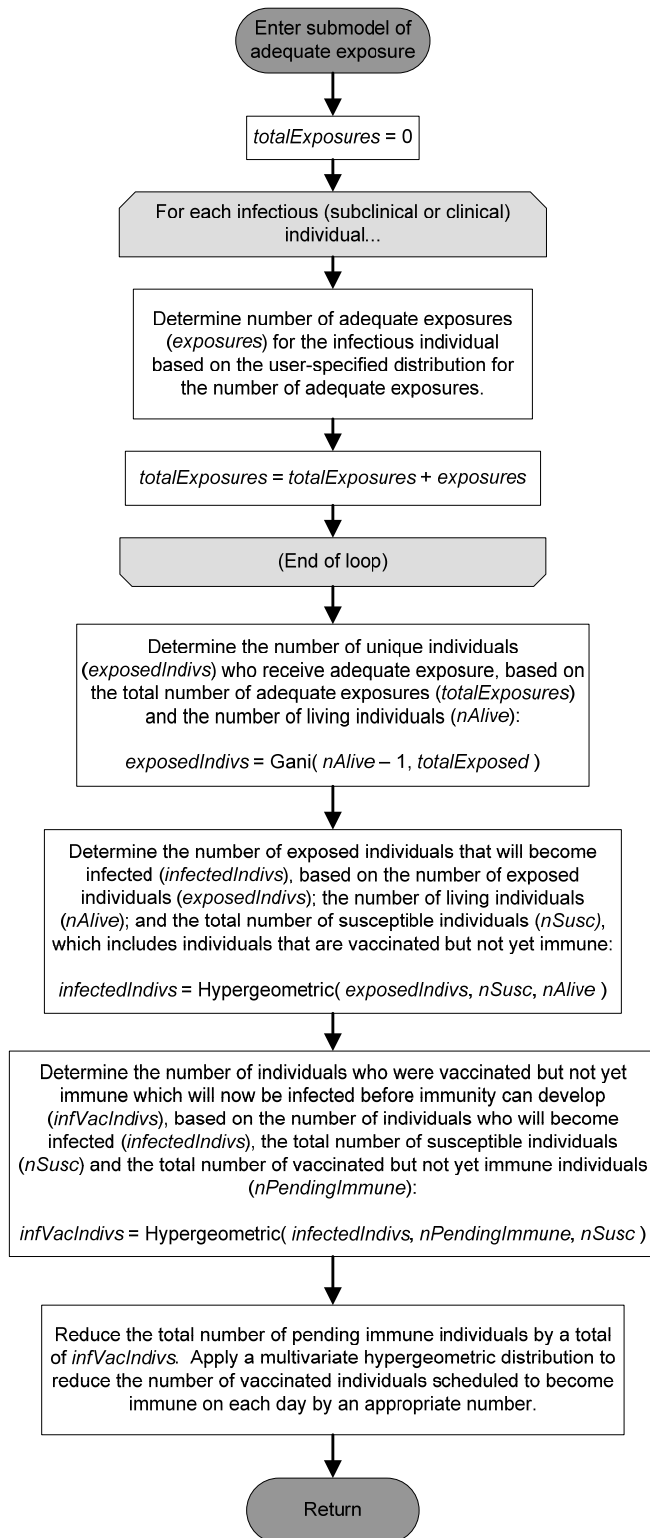 Enter submodel of
adequate exposure
totalExposures = 0
For each infectious (subclinical or clinical)
individual...
Determine number of adequate exposures
(exposures) for the infectious individual
based on the user-specified distribution for
the number of adequate exposures.
totalExposures = totalExposures + exposures
(End of loop)
Determine the number of unique individuals
(exposedIndivs) who receive adequate exposure, based on
the total number of adequate exposures (totalExposures)
and the number of living individuals (nAlive):
exposedIndivs = Gani( nAlive – 1, totalExposed )
Determine the number of exposed individuals that will become
infected (infectedIndivs), based on the number of exposed
individuals (exposedIndivs); the number of living individuals
(nAlive); and the total number of susceptible individuals (nSusc),
which includes individuals that are vaccinated but not yet immune:
infectedIndivs = Hypergeometric( exposedIndivs, nSusc, nAlive )
Determine the number of individuals who were vaccinated but not yet
immune which will now be infected before immunity can develop
(infVacIndivs), based on the number of individuals who will become
infected (infectedIndivs), the total number of susceptible individuals
(nSusc) and the total number of vaccinated but not yet immune individuals
(nPendingImmune):
infVacIndivs = Hypergeometric( infectedIndivs, nPendingImmune, nSusc )
Reduce the total number of pending immune individuals by a total
of infVacIndivs.  Apply a multivariate hypergeometric distribution to
reduce the number of vaccinated individuals scheduled to become
immune on each day by an appropriate number.
Return